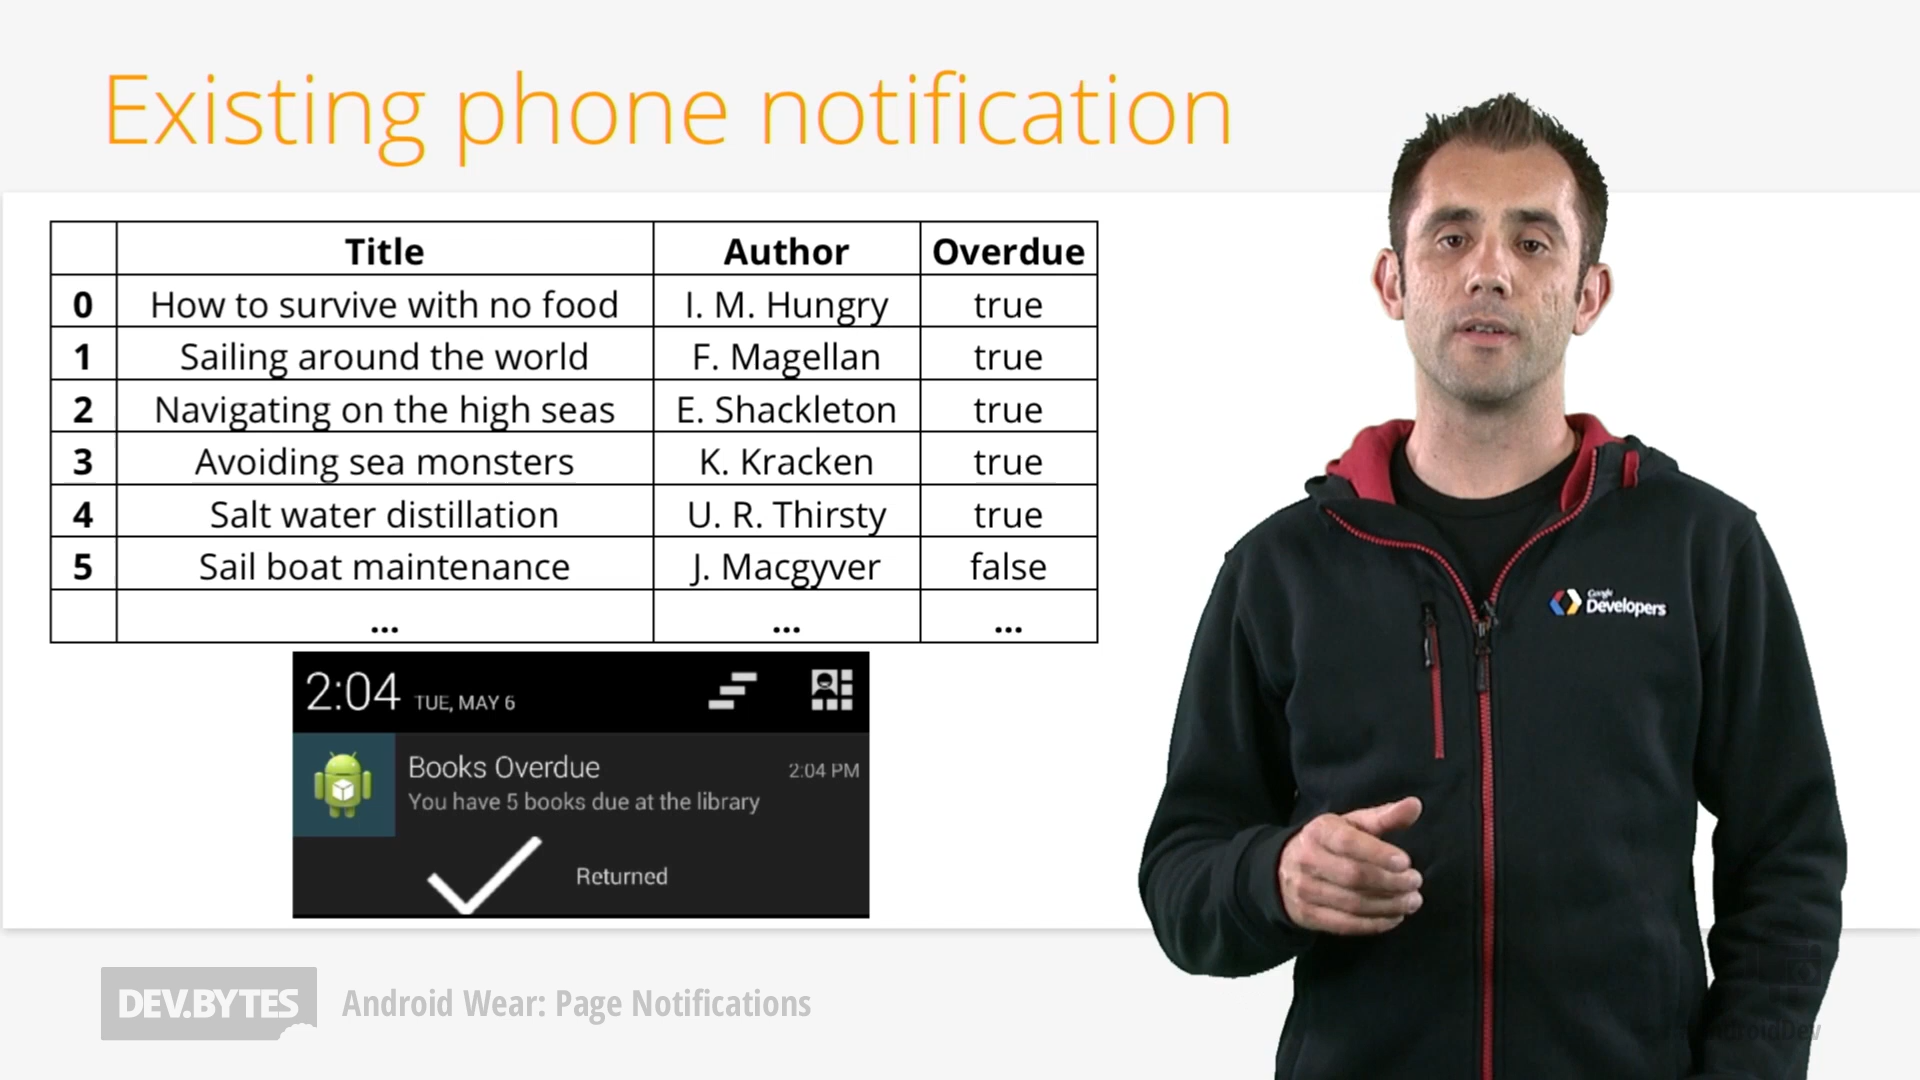 Existing phone notification
Title Author Overdue
0 How to survive with no food I. M. Hungry true
1 Sailing around the world F. Magellan true
2 Navigating on the high seas E. Shackleton true
3 Avoiding sea monsters K. Kracken true
4 Salt water distillation U. R. Thirsty true
5 Sail boat maintenance J. Macgyver false
... ... ...
2:04 TUE, MAY 6
Books Overdue 2:04 PM
You have 5 books due at the library
Returned
Google
Developers
DEV.BYTES Android Wear: Page Notifications